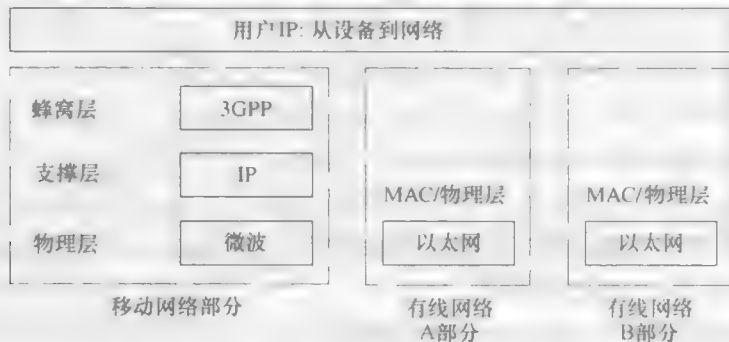 用户IP: 从设备到网络
蜂窝层
3GPP
支撑层
IP
物理层
微波
MAC/物理层
以太网
MAC/物理层
以太网
移动网络部分
有线网络
A部分
有线网络
B部分